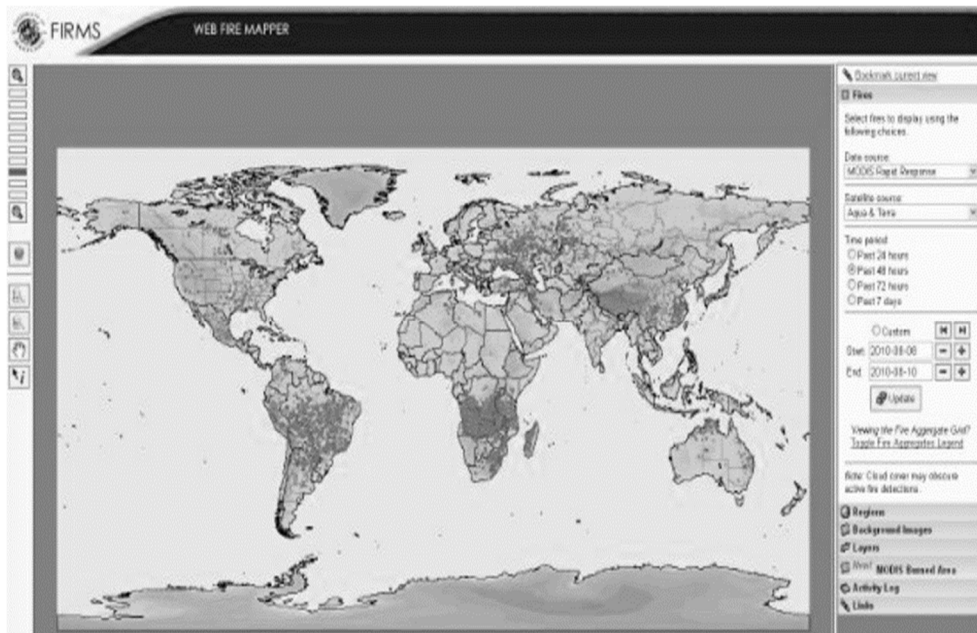 FIRMS
WEB FIRE MAPPER
Bookmark current view
Fires
Select fires to display using the
following choices.
Data source:
MODIS Rapid Response
Satellite source:
Aqua & Terra
Time period:
Past 24 hours
Past 48 hours
Past 72 hours
Past 7 days
Custom
Start: 2010-08-08
End: 2010-08-10
Update
Viewing the Fire Aggregate Grid?
Toggle Fire Aggregates Legend
Note: Cloud cover may obscure
active fire detections.
Regions
Background Images
Layers
New! MODIS Burned Area
Activity Log
Links